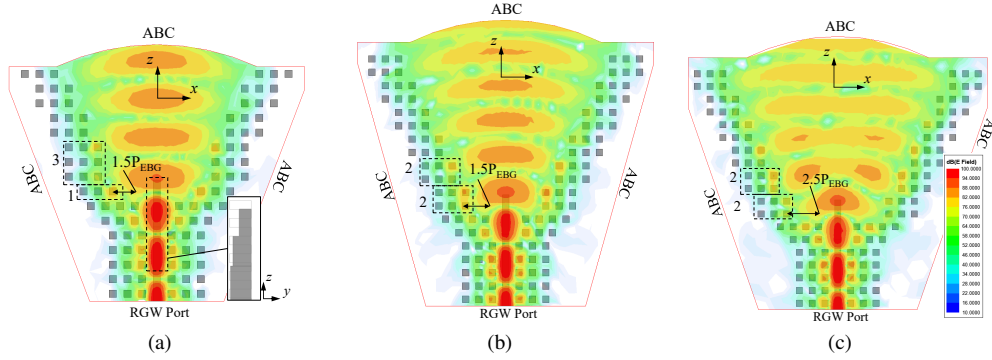 ABC
z
x
ABC
ABC
3
1.5P_EBG
1
z
y
RGW Port
(a)
ABC
z
x
ABC
ABC
2
1.5P_EBG
2
RGW Port
(b)
ABC
z
x
ABC
ABC
2
2.5P_EBG
2
RGW Port
(c)
dB(E Field)
100.0000
94.0000
88.0000
82.0000
76.0000
70.0000
64.0000
58.0000
52.0000
46.0000
40.0000
34.0000
28.0000
22.0000
16.0000
10.0000